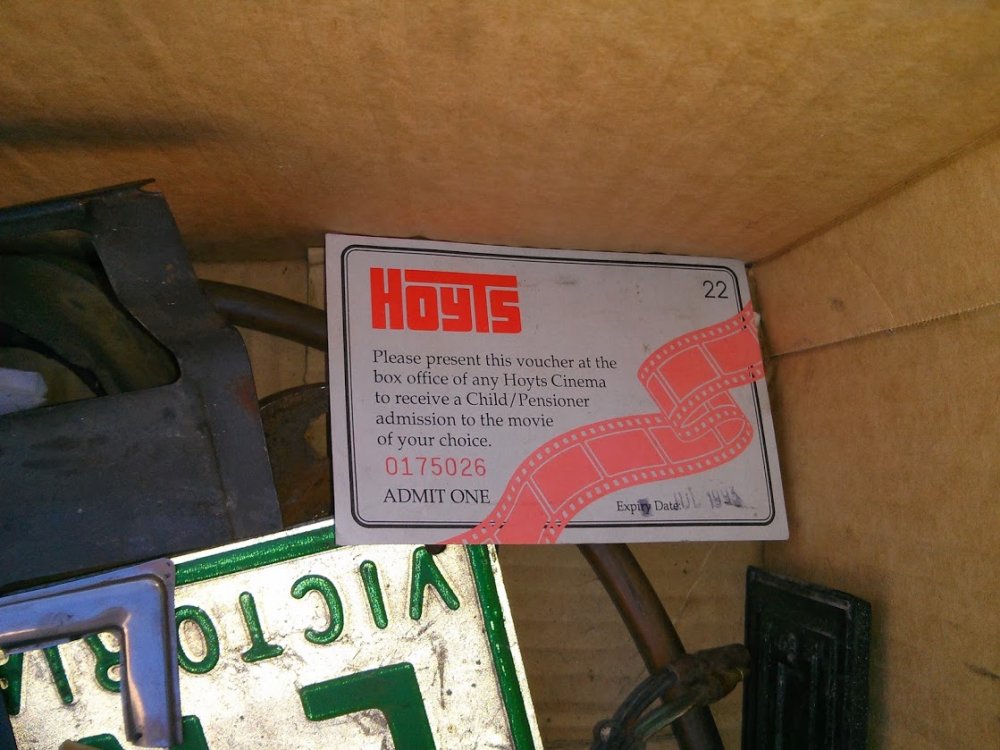 HOYTS
22
Please present this voucher at the
box office of any Hoyts Cinema
to receive a Child/Pensioner
admission to the movie
of your choice.
0175026
ADMIT ONE
Expiry Date: JUL 1993
VICTORIA